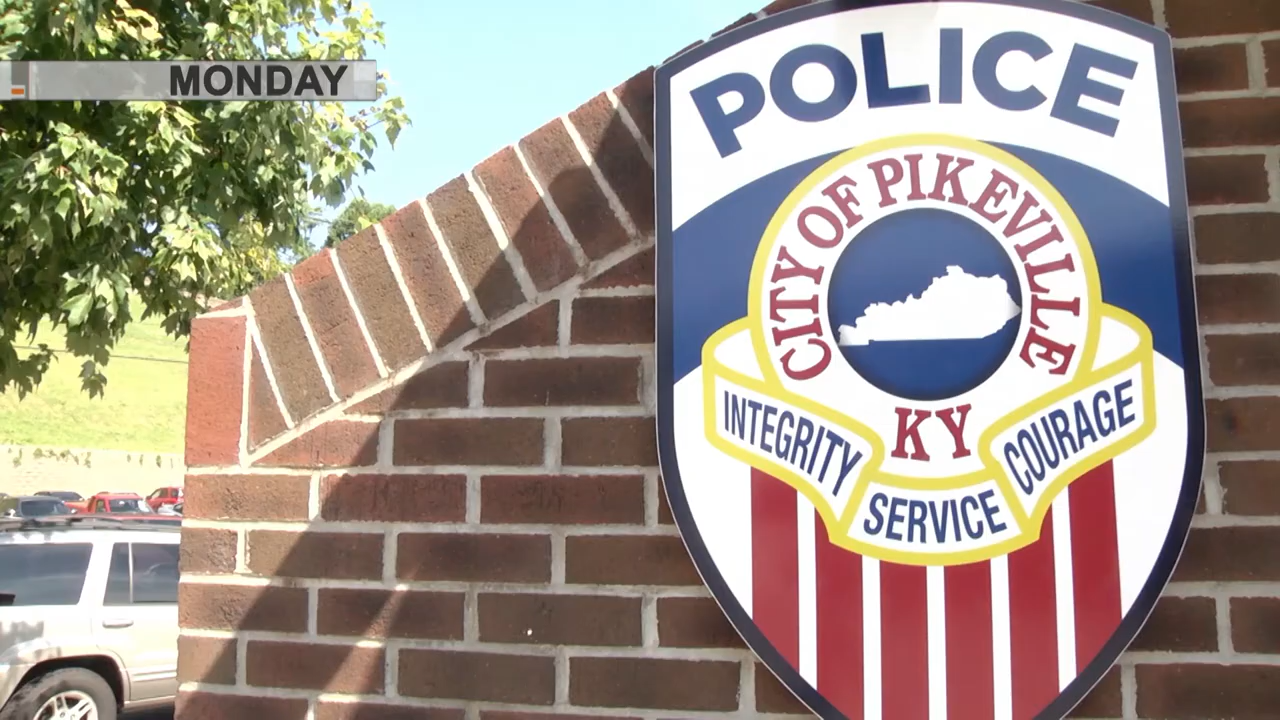 MONDAY
POLICE
CITY OF PIKEVILLE
KY
INTEGRITY
SERVICE
COURAGE